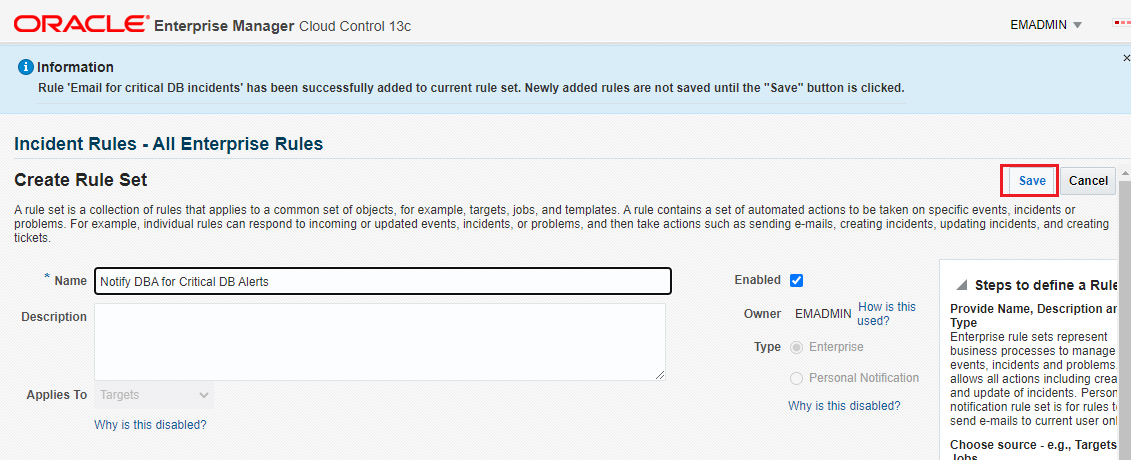 ORACLE® Enterprise Manager Cloud Control 13c
EMADMIN
Information
Rule 'Email for critical DB incidents' has been successfully added to current rule set. Newly added rules are not saved until the "Save" button is clicked.
Incident Rules - All Enterprise Rules
Create Rule Set
Save
Cancel
A rule set is a collection of rules that applies to a common set of objects, for example, targets, jobs, and templates. A rule contains a set of automated actions to be taken on specific events, incidents or
problems. For example, individual rules can respond to incoming or updated events, incidents, or problems, and then take actions such as sending e-mails, creating incidents, updating incidents, and creating
tickets.
* Name
Notify DBA for Critical DB Alerts
Description
Applies To
Targets
Why is this disabled?
Enabled
Owner
EMADMIN
How is this
used?
Type
Enterprise
Personal Notification
Why is this disabled?
Steps to define a Rule
Provide Name, Description an
Type
Enterprise rule sets represent
business processes to manage
events, incidents and problems.
allows all actions including crea
and update of incidents. Person
notification rule set is for rules t
send e-mails to current user onl
Choose source - e.g., Targets
Jobs